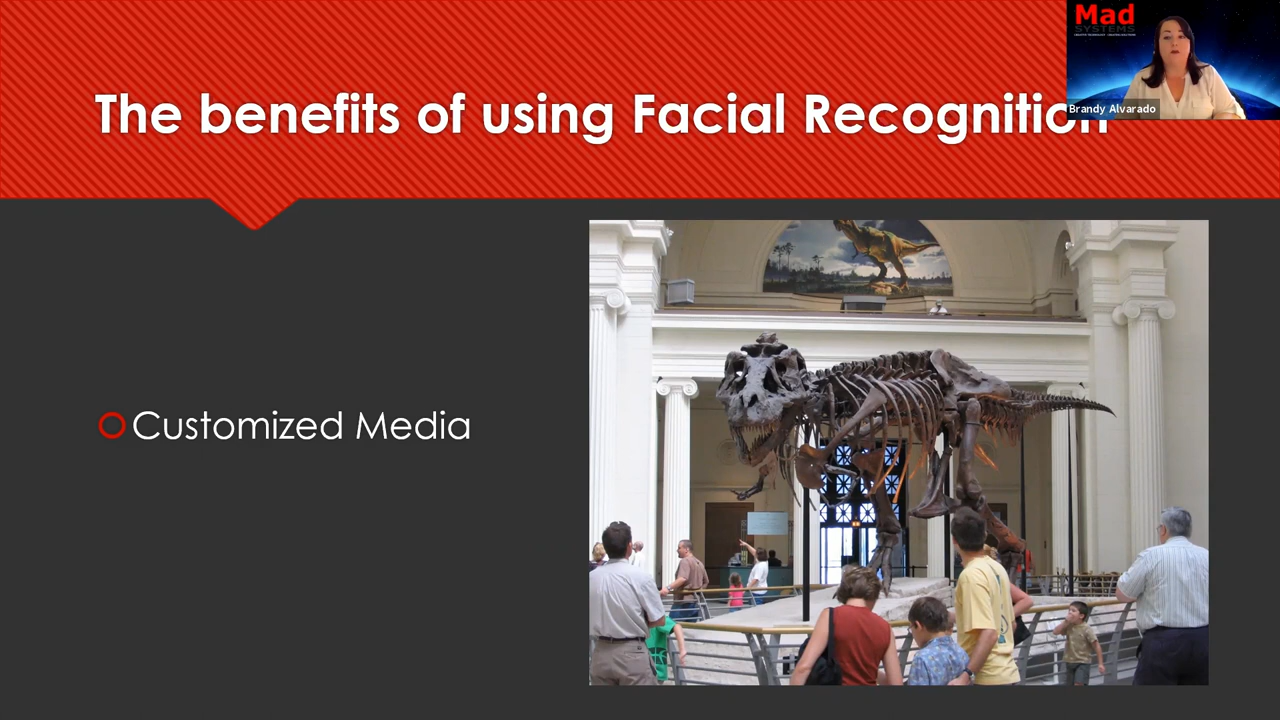 The benefits of using Facial Recognition
Mad
SYSTEMS
Brandy Alvarado
Customized Media